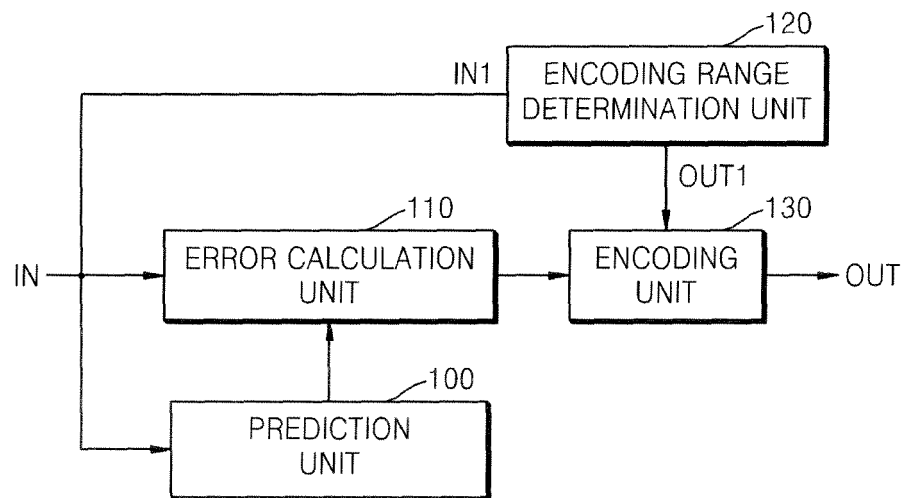 120
IN1
ENCODING RANGE
DETERMINATION UNIT
OUT1
110
130
IN
ERROR CALCULATION
UNIT
ENCODING
UNIT
OUT
100
PREDICTION
UNIT